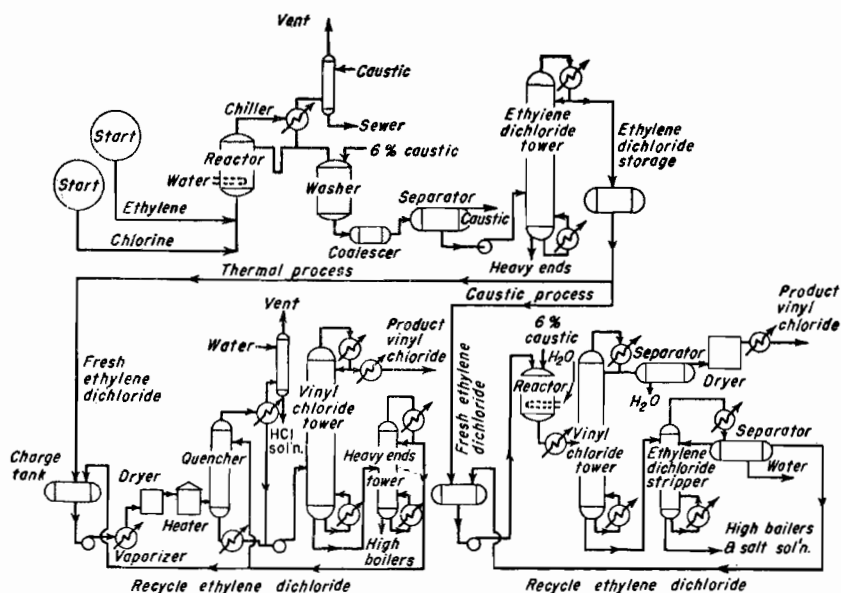 Vent
Caustic
Chiller
Sewer
Start
Reactor
6 % caustic
Start
Water
Washer
Ethylene
Separator
Caustic
Chlorine
Coalescer
Ethylene
dichloride
tower
Ethylene
dichloride
storage
Heavy ends
Thermal process
Caustic process
Vent
Water
Product
vinyl
chloride
Fresh
ethylene
dichloride
Vinyl
chloride
tower
HCl
sol'n.
Quencher
Heavy ends
tower
Charge
tank
Dryer
Heater
Vaporizer
High
boilers
Recycle ethylene dichloride
Fresh ethylene
dichloride
6 %
caustic
H2O
Reactor
Separator
H2O
Dryer
Product
vinyl
chloride
Vinyl
chloride
tower
Ethylene
dichloride
stripper
Separator
Water
High bailers
& salt sol'n.
Recycle ethylene dichloride